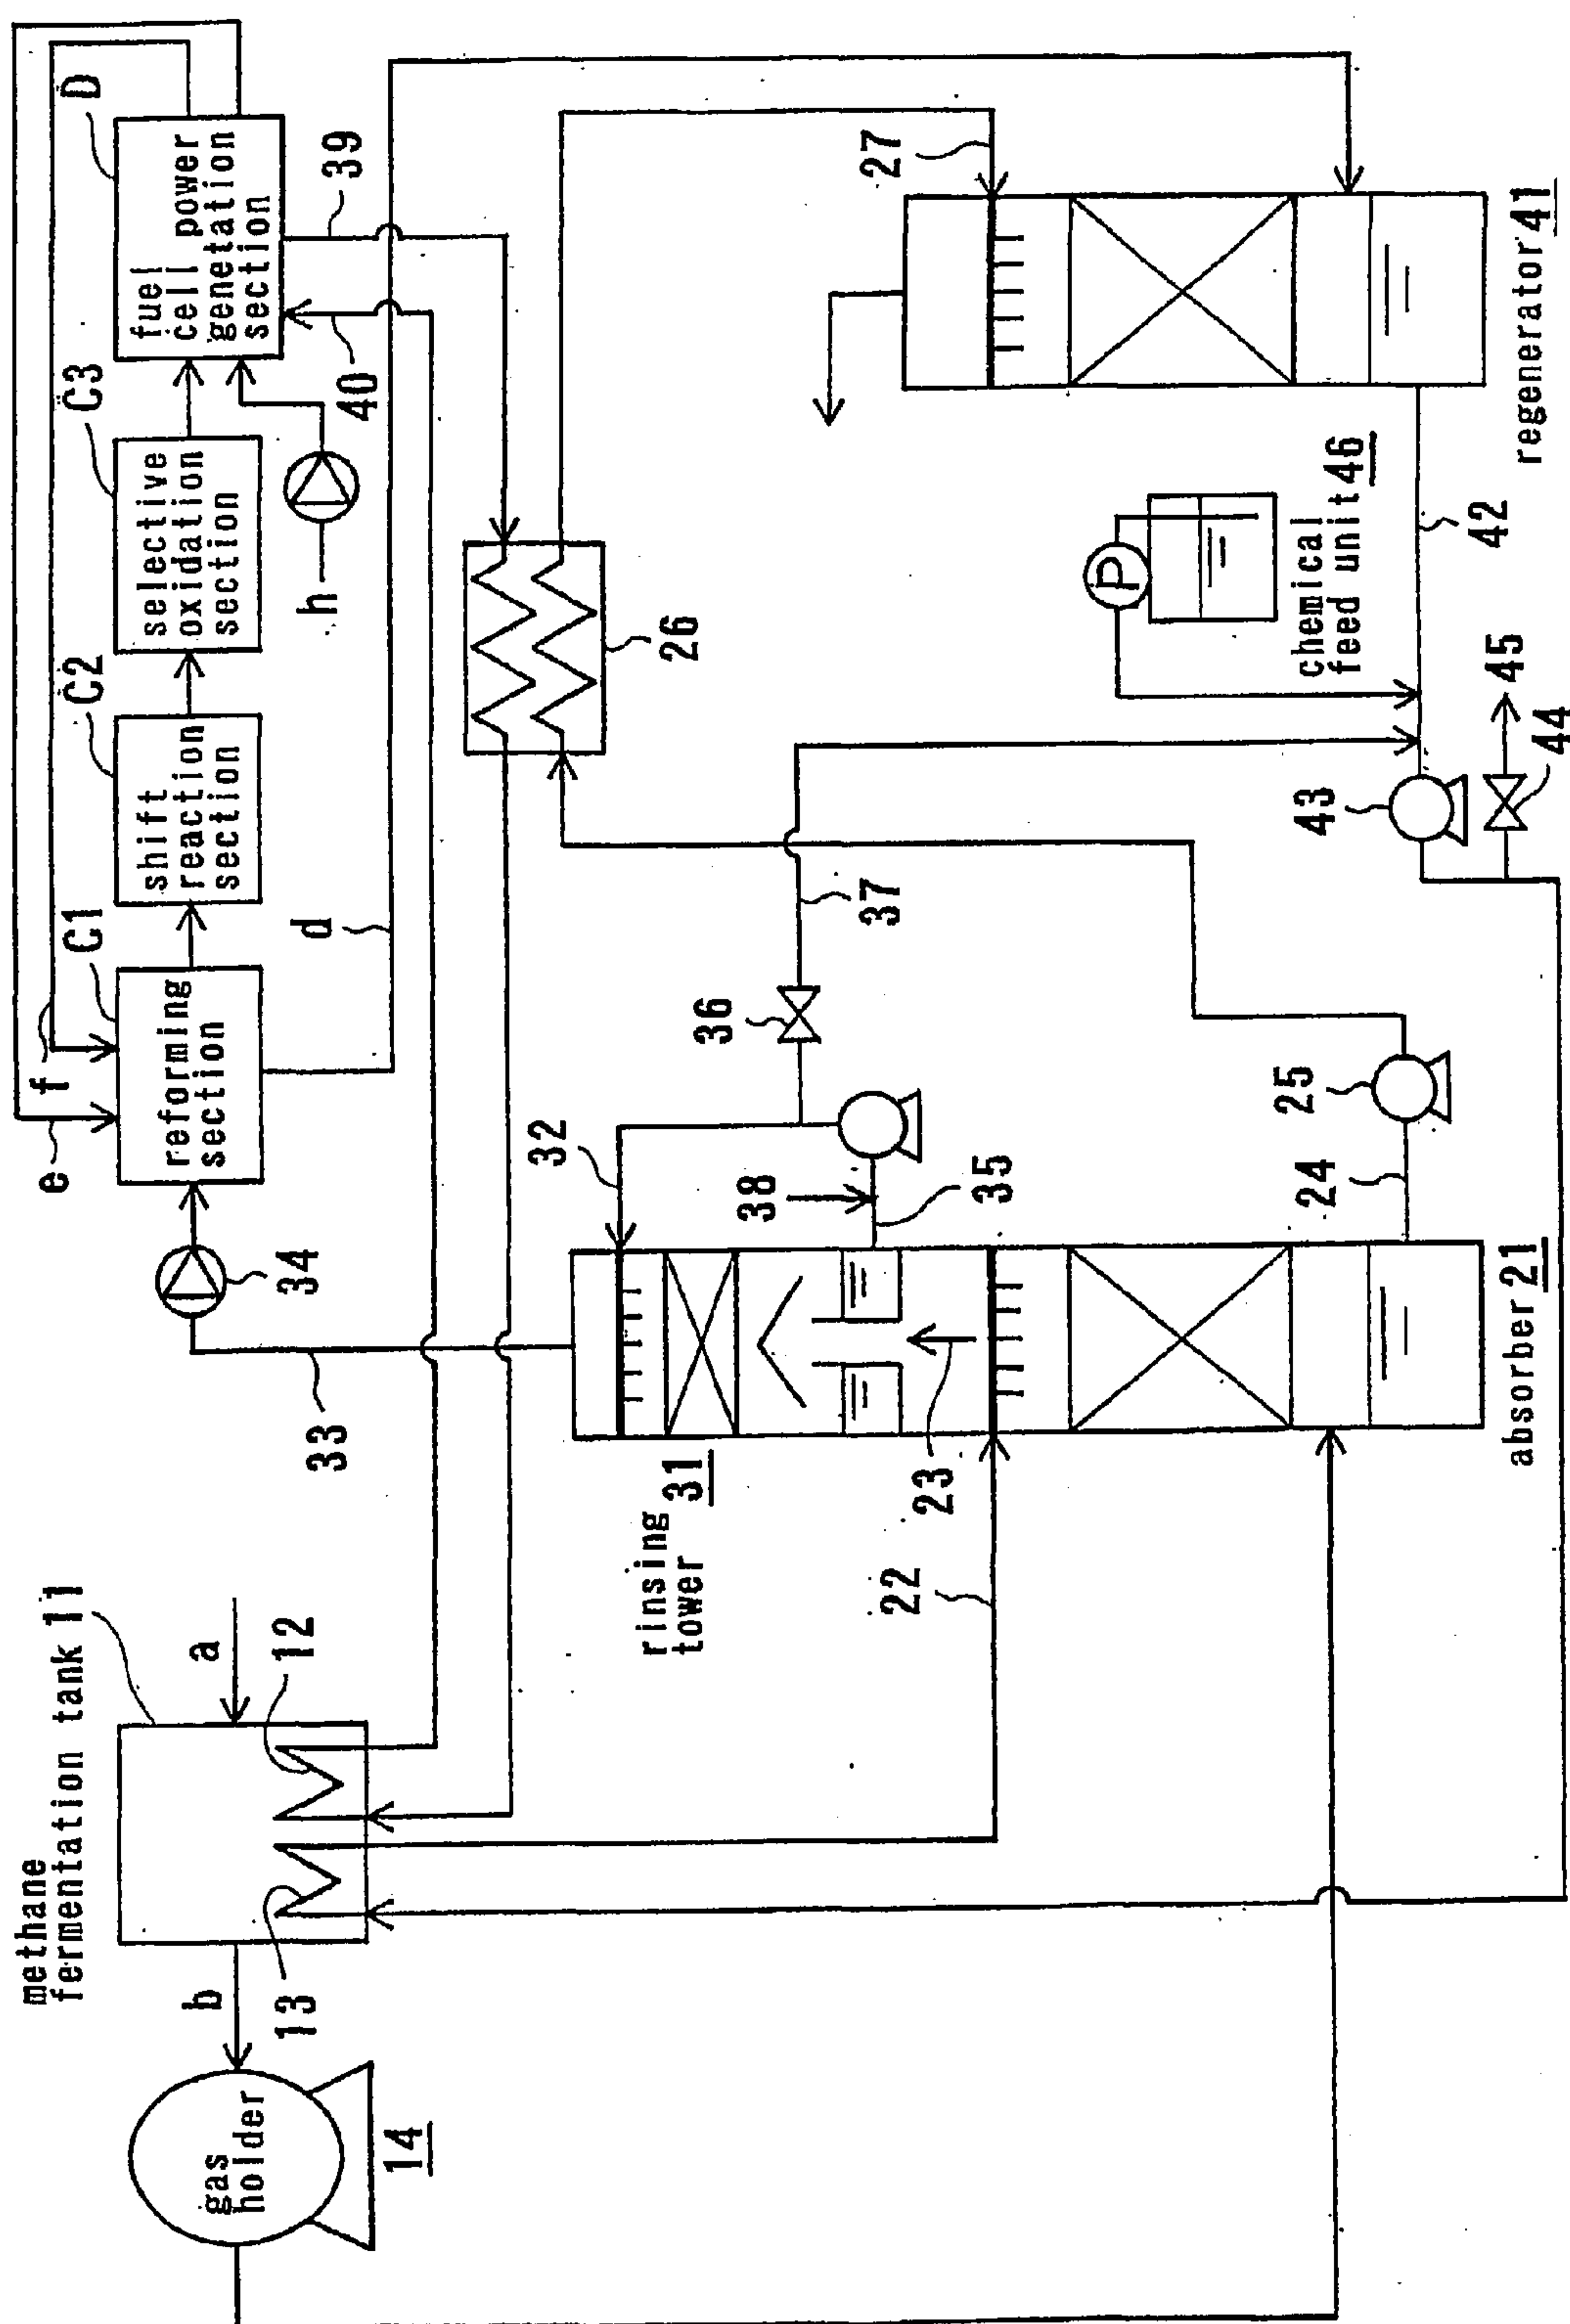 methane
fermentation tank 11
e
f
C1
C2
C3
D
gas
holder
14
b
a
13
12
33
34
reforming
section
shift
reaction
section
selective
oxidation
section
fuel
cell power
genetation
section
h
d
40
39
26
rinsing
tower
31
32
38
35
36
37
22
23
27
P
chemical
feed unit 46
24
25
43
42
absorber 21
44
45
regenerator 41